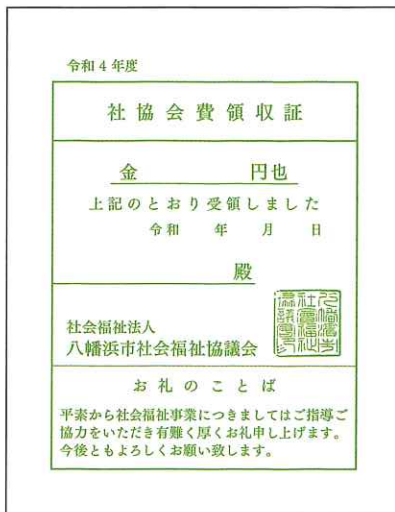 令和4年度
社協会費領収証
金 円也
上記のとおり受領しました
令和 年 月 日
殿
社会福祉法人
八幡浜市社会福祉協議会
お礼のことば
平素から社会福祉事業につきましてはご指導ご
協力をいただき有難く厚くお礼申し上げます。
今後ともよろしくお願い致します。